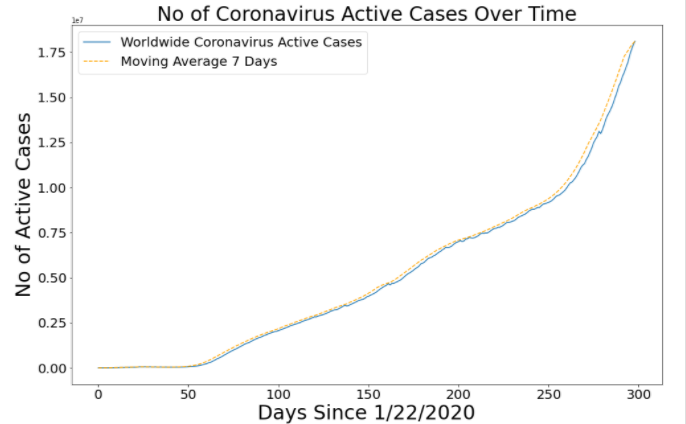 No of Coronavirus Active Cases Over Time
1e7
Worldwide Coronavirus Active Cases
Moving Average 7 Days
1.75
1.50
1.25
1.00
0.75
0.50
0.25
0.00
No of Active Cases
0 50 100 150 200 250 300
Days Since 1/22/2020